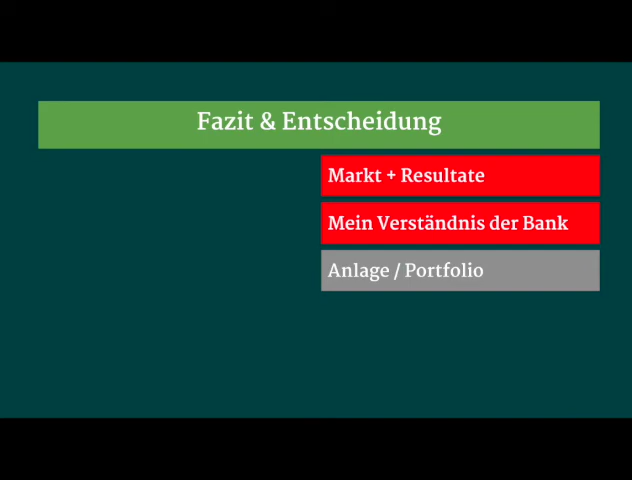 Fazit & Entscheidung
Markt + Resultate
Mein Verständnis der Bank
Anlage / Portfolio